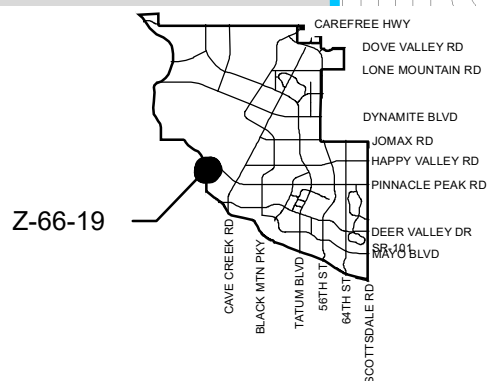 CAREFREE HWY
DOVE VALLEY RD
LONE MOUNTAIN RD
DYNAMITE BLVD
JOMAX RD
HAPPY VALLEY RD
PINNACLE PEAK RD
Z-66-19
DEER VALLEY DR
SR-101
MAYO BLVD
CAVE CREEK RD
BLACK MTN PKY
TATUM BLVD
56TH ST
64TH ST
SCOTTSDALE RD